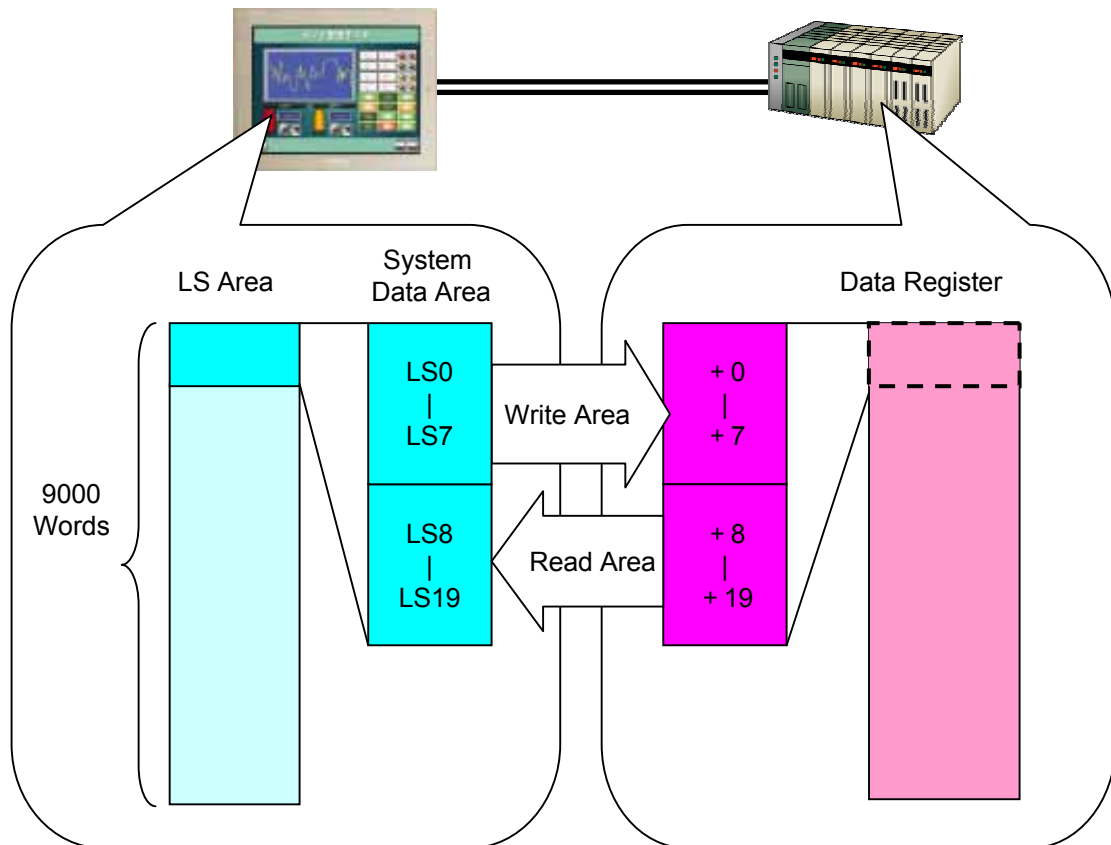 LS Area
System
Data Area
Data Register
LS0
|
LS7
Write Area
+ 0
|
+ 7
9000
Words
LS8
|
LS19
Read Area
+ 8
|
+ 19